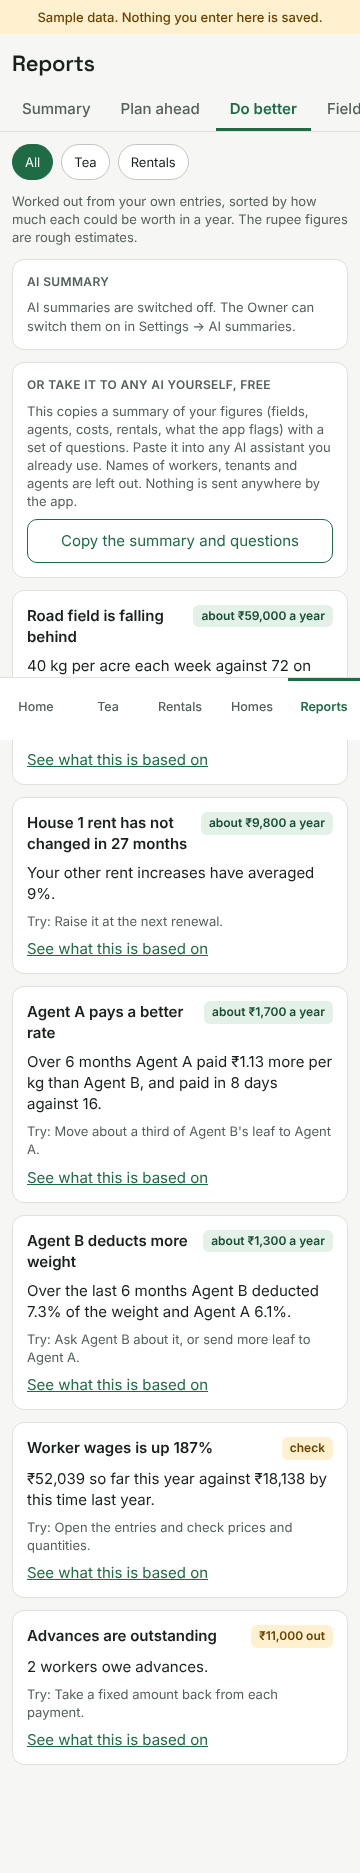 Sample data. Nothing you enter here is saved.
Reports
Summary Plan ahead Do better Field
All Tea Rentals
Worked out from your own entries, sorted by how
much each could be worth in a year. The rupee figures
are rough estimates.
AI SUMMARY
AI summaries are switched off. The Owner can
switch them on in Settings → AI summaries.
OR TAKE IT TO ANY AI YOURSELF, FREE
This copies a summary of your figures (fields,
agents, costs, rentals, what the app flags) with a
set of questions. Paste it into any AI assistant you
already use. Names of workers, tenants and
agents are left out. Nothing is sent anywhere by
the app.
Copy the summary and questions
Road field is falling
behind
about ₹59,000 a year
40 kg per acre each week against 72 on
Home Tea Rentals Homes Reports
See what this is based on
House 1 rent has not
changed in 27 months
about ₹9,800 a year
Your other rent increases have averaged
9%.
Try: Raise it at the next renewal.
See what this is based on
Agent A pays a better
rate
about ₹1,700 a year
Over 6 months Agent A paid ₹1.13 more per
kg than Agent B, and paid in 8 days
against 16.
Try: Move about a third of Agent B's leaf to Agent
A.
See what this is based on
Agent B deducts more
weight
about ₹1,300 a year
Over the last 6 months Agent B deducted
7.3% of the weight and Agent A 6.1%.
Try: Ask Agent B about it, or send more leaf to
Agent A.
See what this is based on
Worker wages is up 187%
check
₹52,039 so far this year against ₹18,138 by
this time last year.
Try: Open the entries and check prices and
quantities.
See what this is based on
Advances are outstanding
₹11,000 out
2 workers owe advances.
Try: Take a fixed amount back from each
payment.
See what this is based on